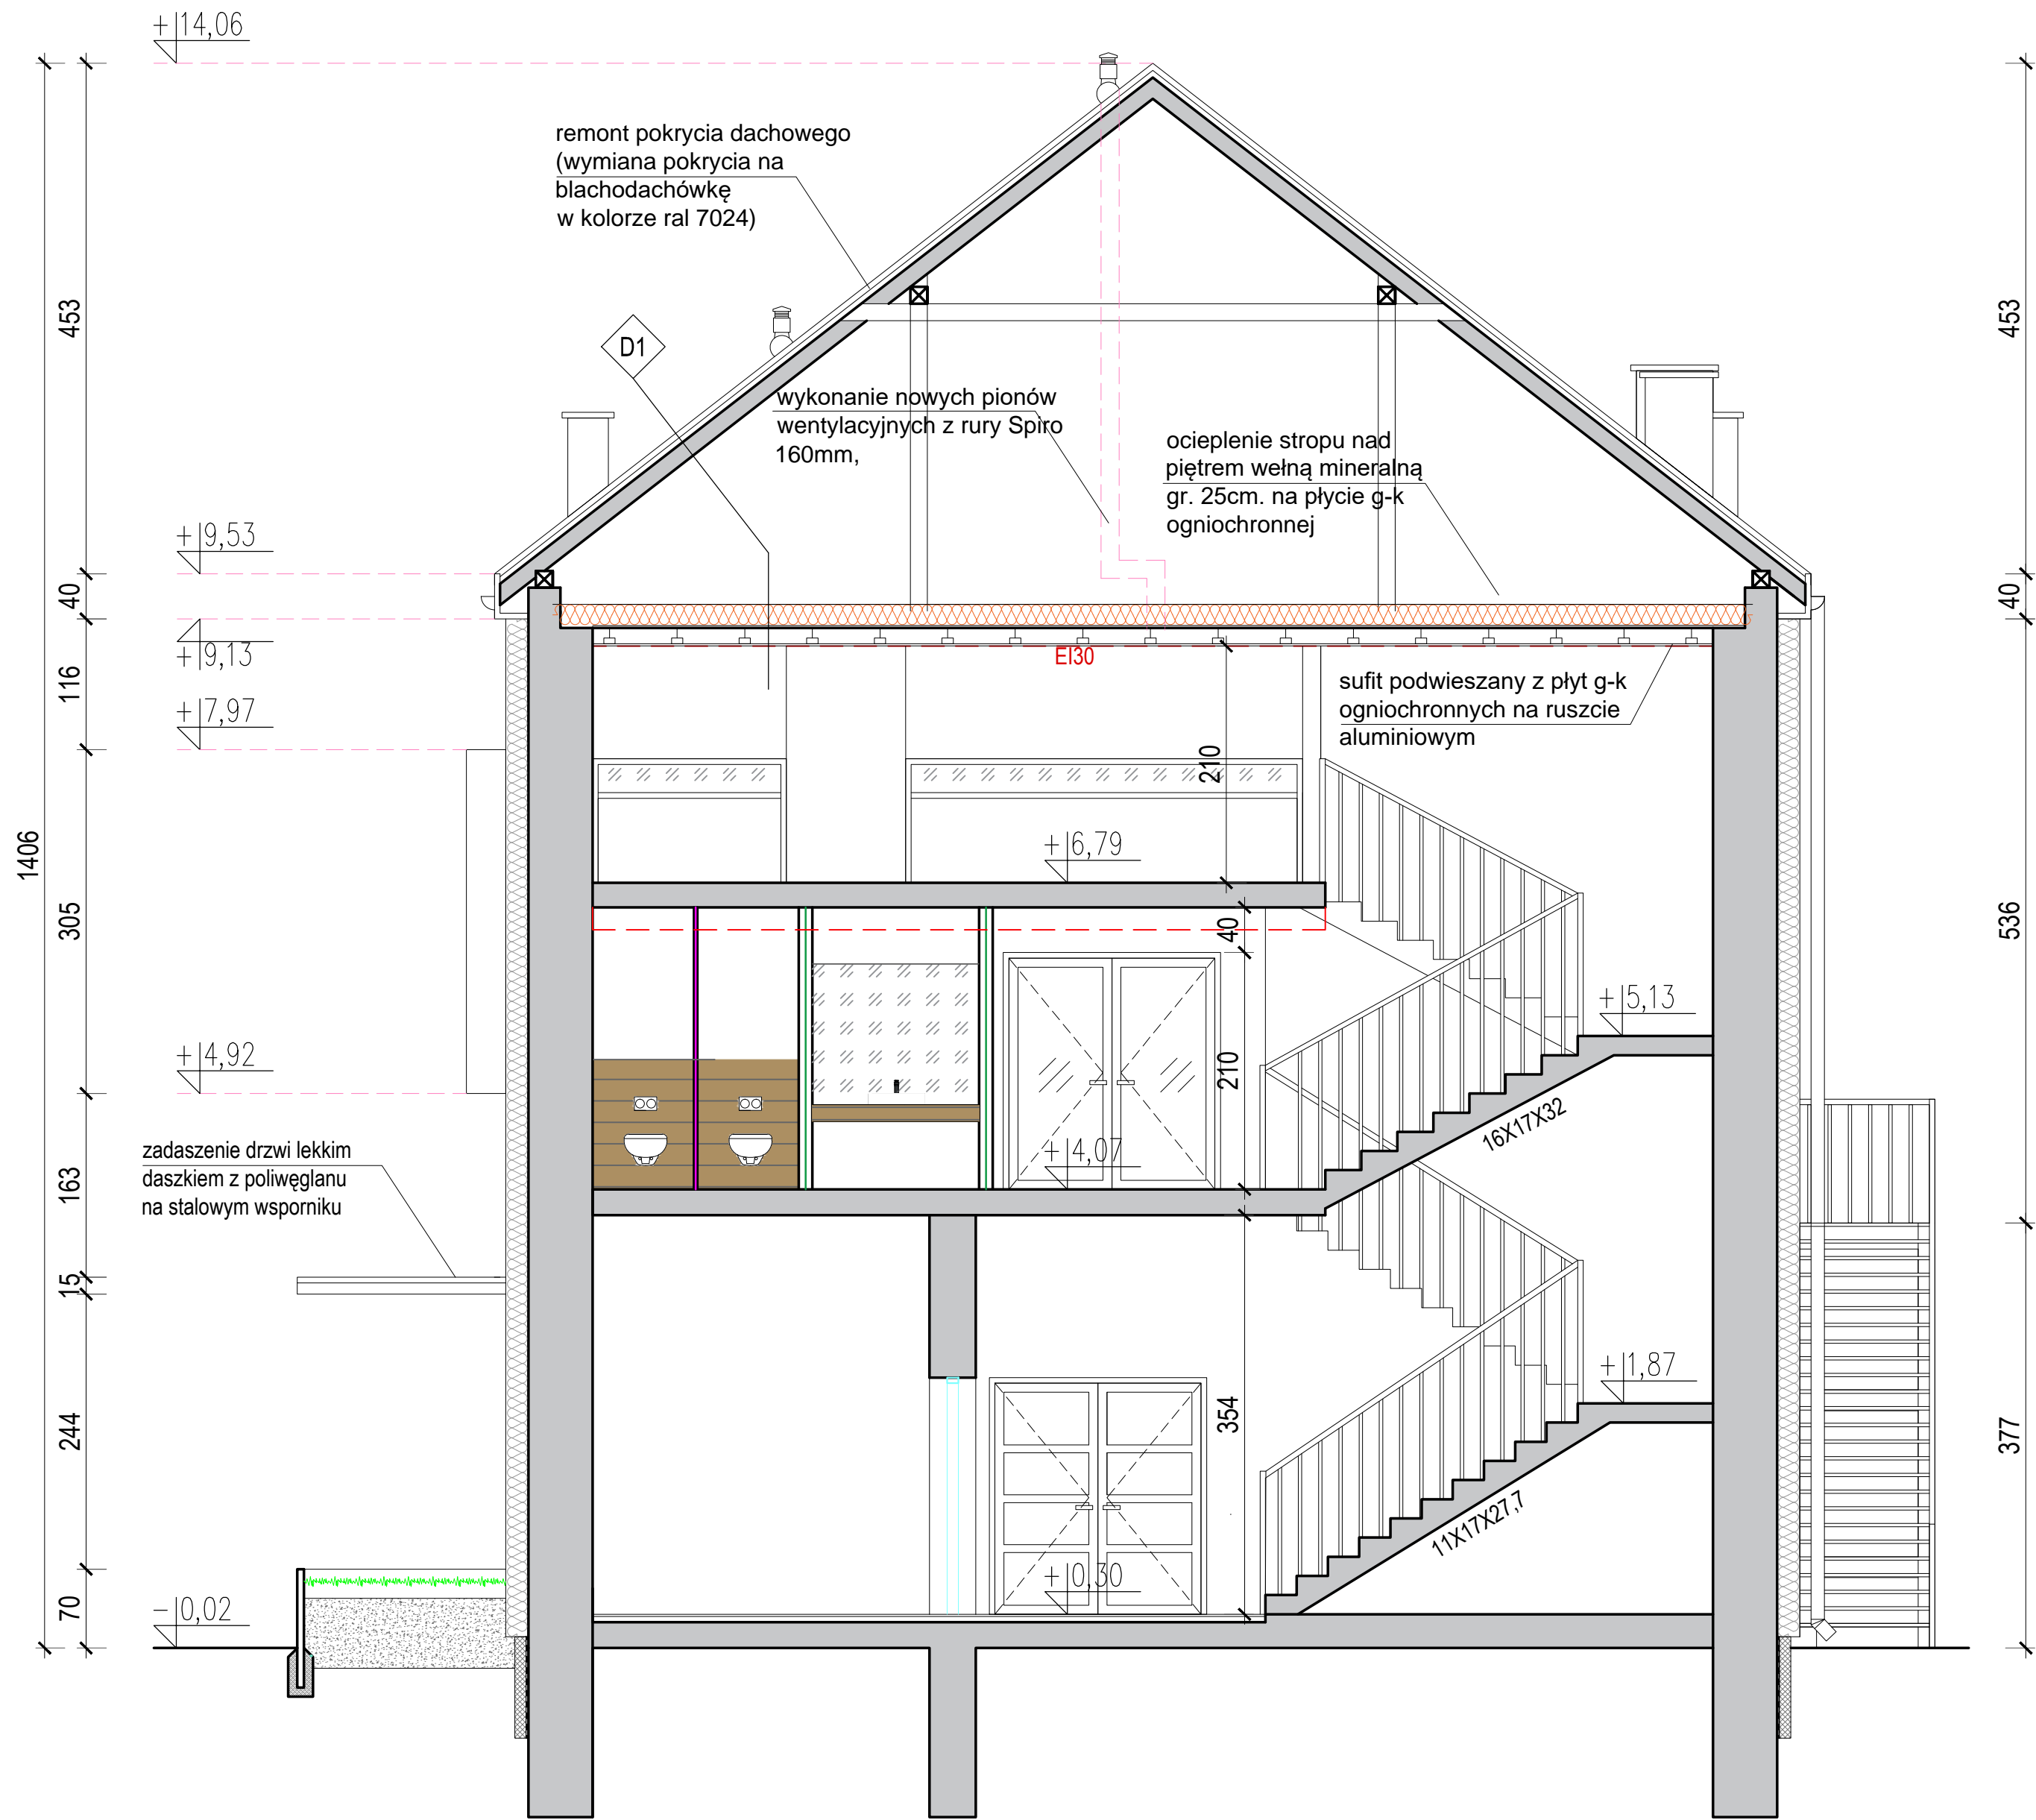 +14,06
remont pokrycia dachowego
(wymiana pokrycia na
blachodachówkę
w kolorze ral 7024)
453
453
D1
wykonanie nowych pionów
wentylacyjnych z rury Spiro
160mm,
ocieplenie stropu nad
piętrem wełną mineralną
gr. 25cm. na płycie g-k
ogniochronnej
+9,53
40
40
+9,13
EI30
116
sufit podwieszany z płyt g-k
ogniochronnych na ruszcie
aluminiowym
+7,97
210
1406
+6,79
305
40
536
+5,13
+4,92
210
16X17X32
zadaszenie drzwi lekkim
daszkiem z poliwęglanu
na stalowym wsporniku
+4,07
163
15
+1,87
354
244
377
11X17X27,7
+0,30
70
-0,02